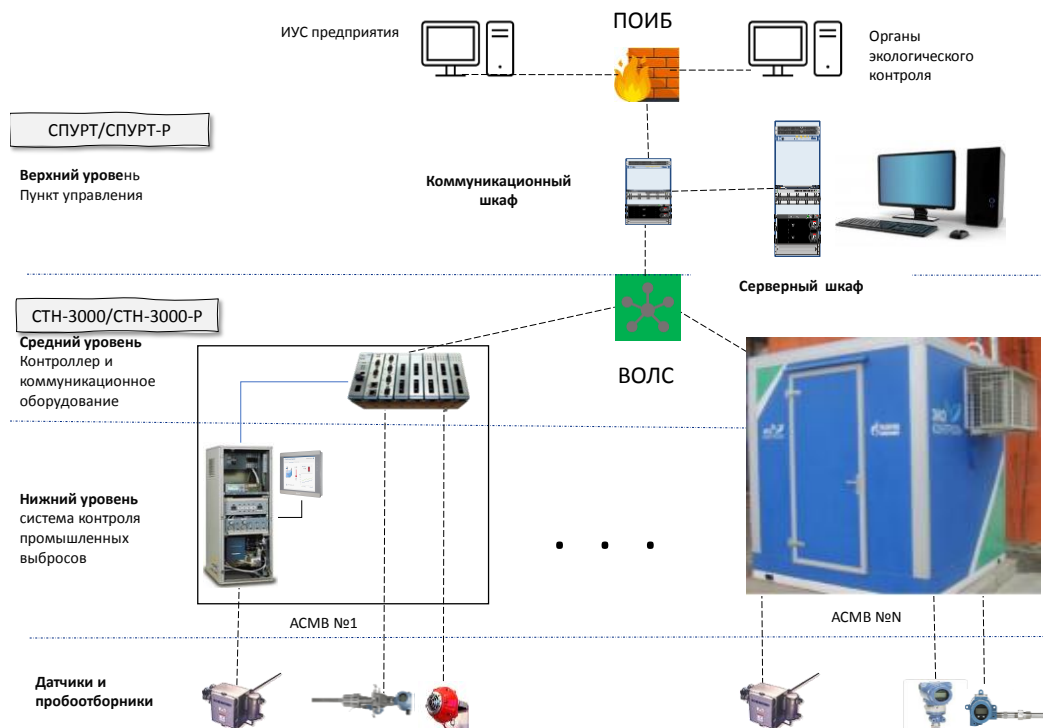 ИУС предприятия
ПОИБ
Органы
экологического
контроля
СПУРТ/СПУРТ-Р
Верхний уровень
Пункт управления
Коммуникационный
шкаф
Серверный шкаф
СТН-3000/СТН-3000-Р
Средний уровень
Контроллер и
коммуникационное
оборудование
ВОЛС
Нижний уровень
система контроля
промышленных
выбросов
. . .
АСМВ №1
АСМВ №N
Датчики и
пробоотборники